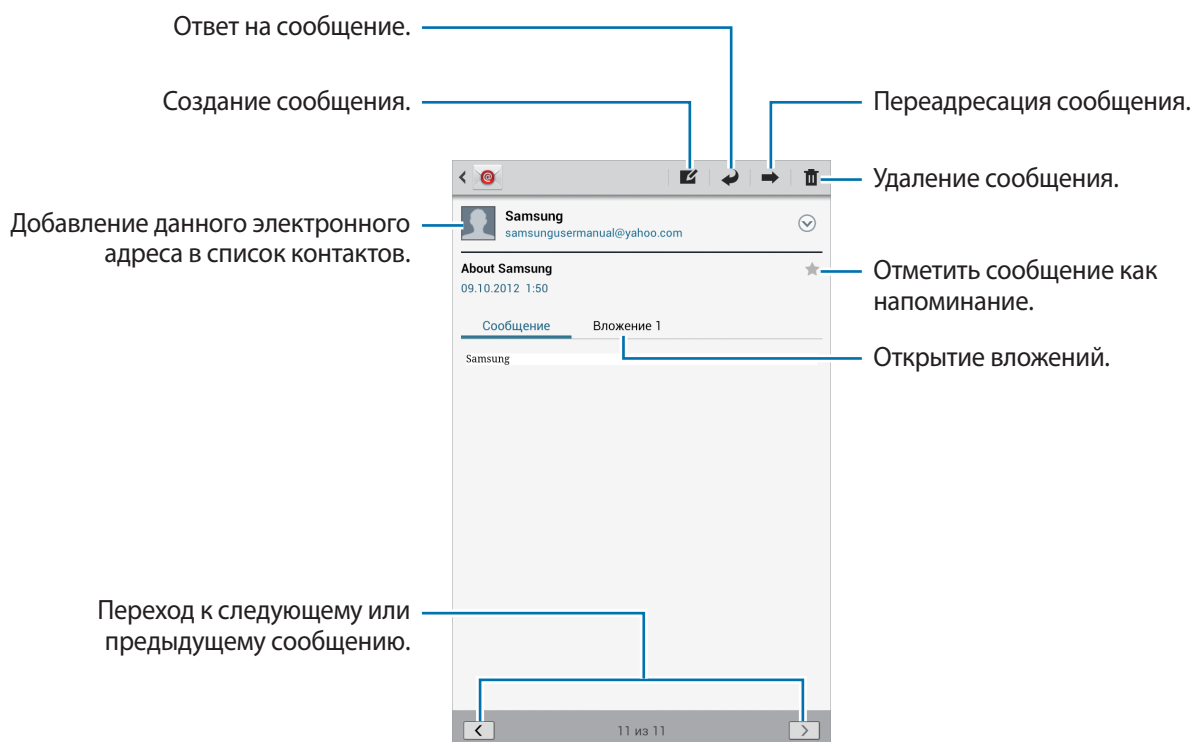 Ответ на сообщение.
Создание сообщения.
Переадресация сообщения.
Удаление сообщения.
Добавление данного электронного
адреса в список контактов.
Samsung
samsungusermanual@yahoo.com
About Samsung
09.10.2012 1:50
Отметить сообщение как
напоминание.
Сообщение
Вложение 1
Открытие вложений.
Samsung
Переход к следующему или
предыдущему сообщению.
11 из 11